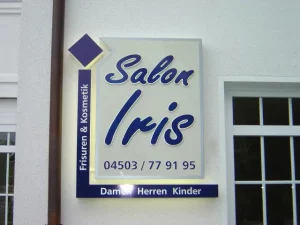 Salon
Iris
Frisuren & Kosmetik
04503 / 77 91 95
Damen Herren Kinder